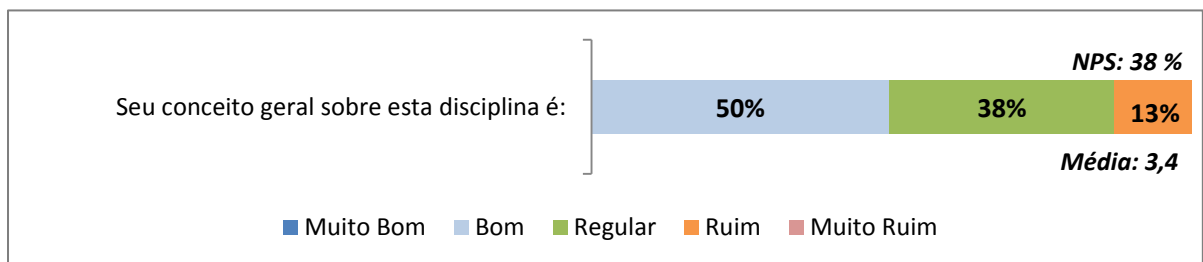 NPS: 38 %
Seu conceito geral sobre esta disciplina é:
50%
38%
13%
Média: 3,4
Muito Bom
Bom
Regular
Ruim
Muito Ruim